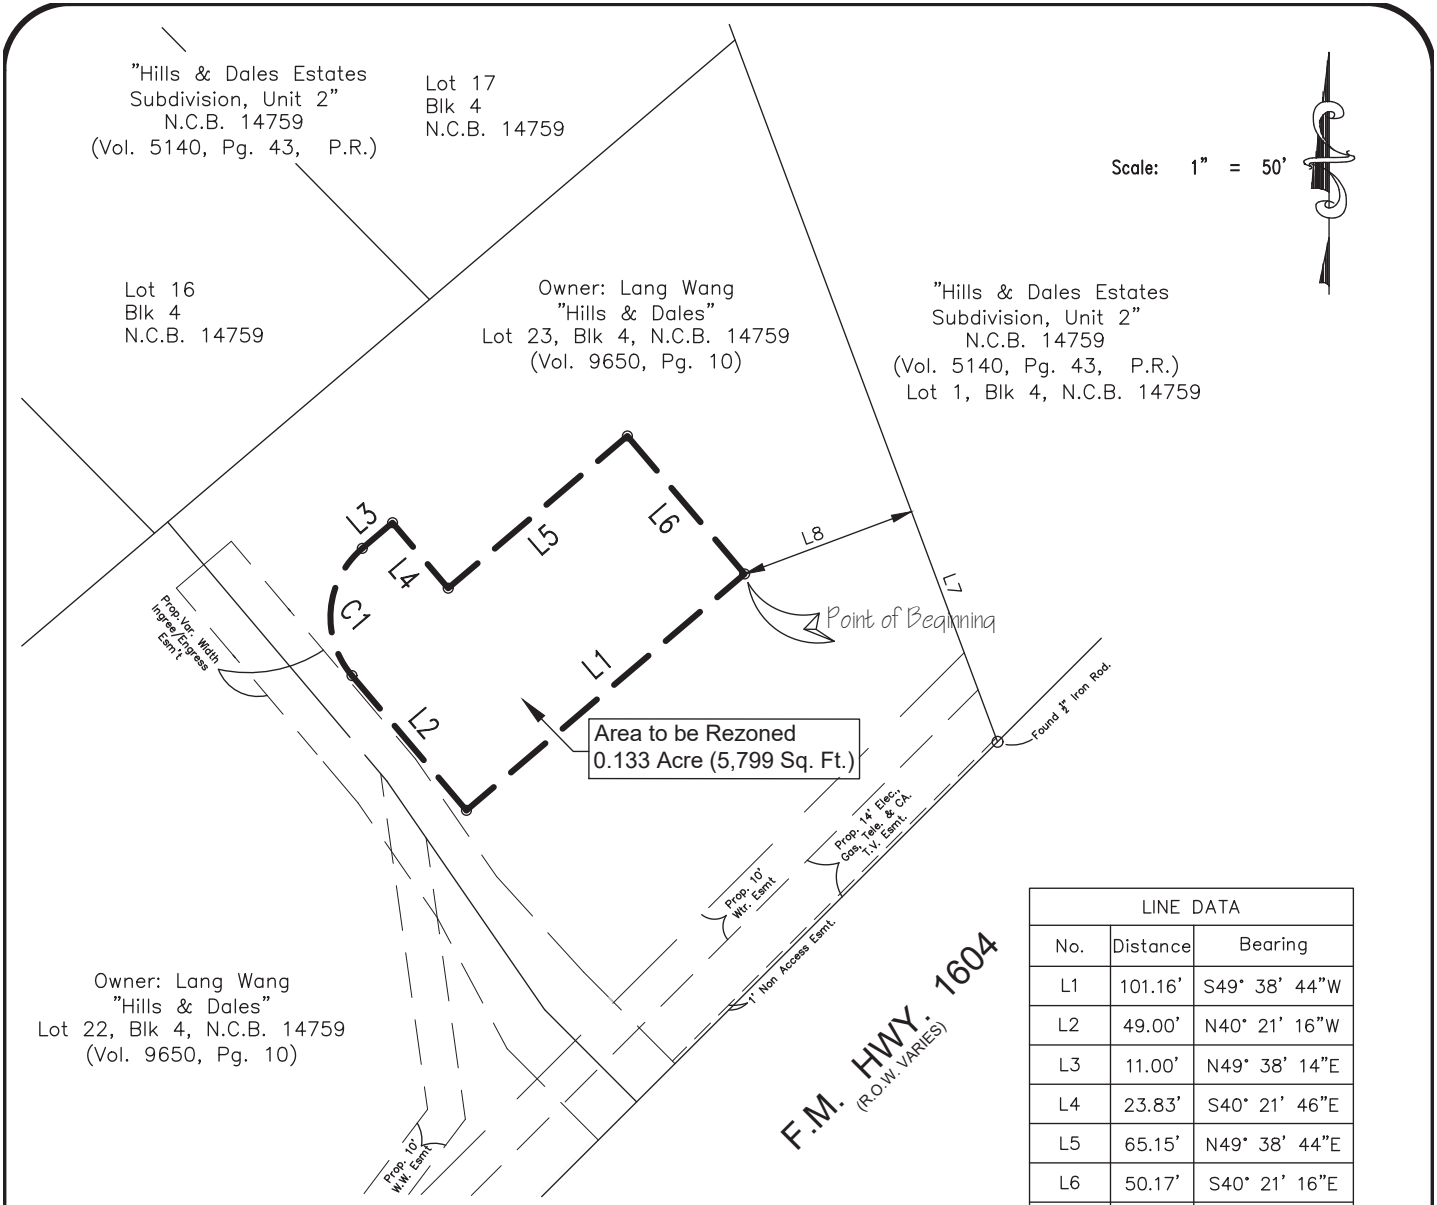 "Hills & Dales Estates
Subdivision, Unit 2"
N.C.B. 14759
(Vol. 5140, Pg. 43, P.R.)
Lot 17
Blk 4
N.C.B. 14759
Scale: 1" = 50'
Lot 16
Blk 4
N.C.B. 14759
Owner: Lang Wang
"Hills & Dales"
Lot 23, Blk 4, N.C.B. 14759
(Vol. 9650, Pg. 10)
"Hills & Dales Estates
Subdivision, Unit 2"
N.C.B. 14759
(Vol. 5140, Pg. 43, P.R.)
Lot 1, Blk 4, N.C.B. 14759
L3
L4
L5
L6
L8
L7
C1
L1
L2
Point of Beginning
Prop.Var. Width
Ingree/Engress
Esm't
Area to be Rezoned
0.133 Acre (5,799 Sq. Ft.)
Found ½" Iron Rod.
Prop. 14' Elec.,
Gas, Tele. & CA.
T.V. Esmt.
Prop. 10'
Wtr. Esmt
1' Non Access Esmt.
F.M. HWY. 1604
(R.O.W. VARIES)
Owner: Lang Wang
"Hills & Dales"
Lot 22, Blk 4, N.C.B. 14759
(Vol. 9650, Pg. 10)
Prop. 10'
W.W. Esmt
LINE DATA
No. Distance Bearing
L1 101.16' S49° 38' 44"W
L2 49.00' N40° 21' 16"W
L3 11.00' N49° 38' 14"E
L4 23.83' S40° 21' 46"E
L5 65.15' N49° 38' 44"E
L6 50.17' S40° 21' 16"E